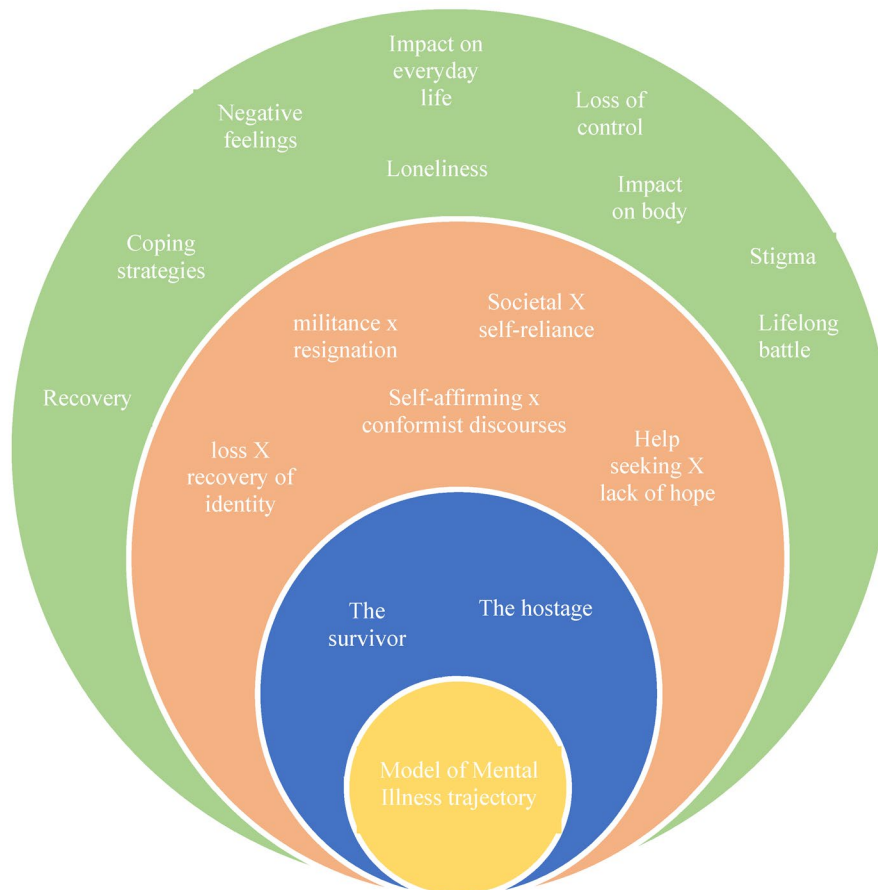 Impact on
everyday
life
Negative
feelings
Loss of
control
Loneliness
Impact
on body
Coping
strategies
Stigma
Lifelong
battle
Recovery
Societal X
self-reliance
militance x
resignation
Self-affirming x
conformist discourses
loss X
recovery of
identity
Help
seeking X
lack of hope
The
survivor
The hostage
Model of Mental
Illness trajectory